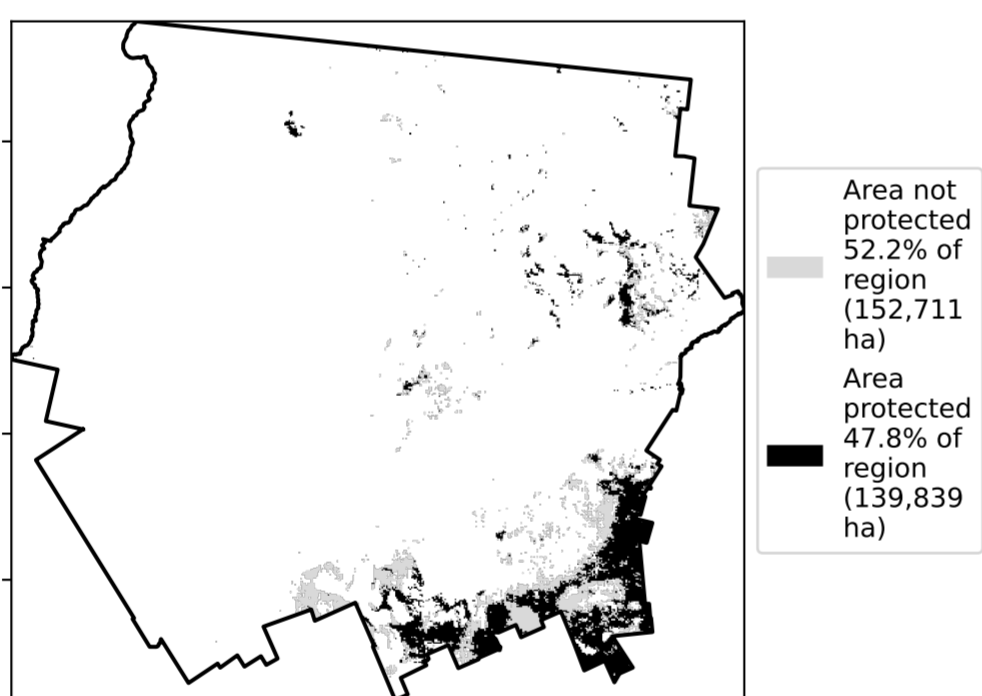 Area not
protected
52.2% of
region
(152,711
ha)
Area
protected
47.8% of
region
(139,839
ha)